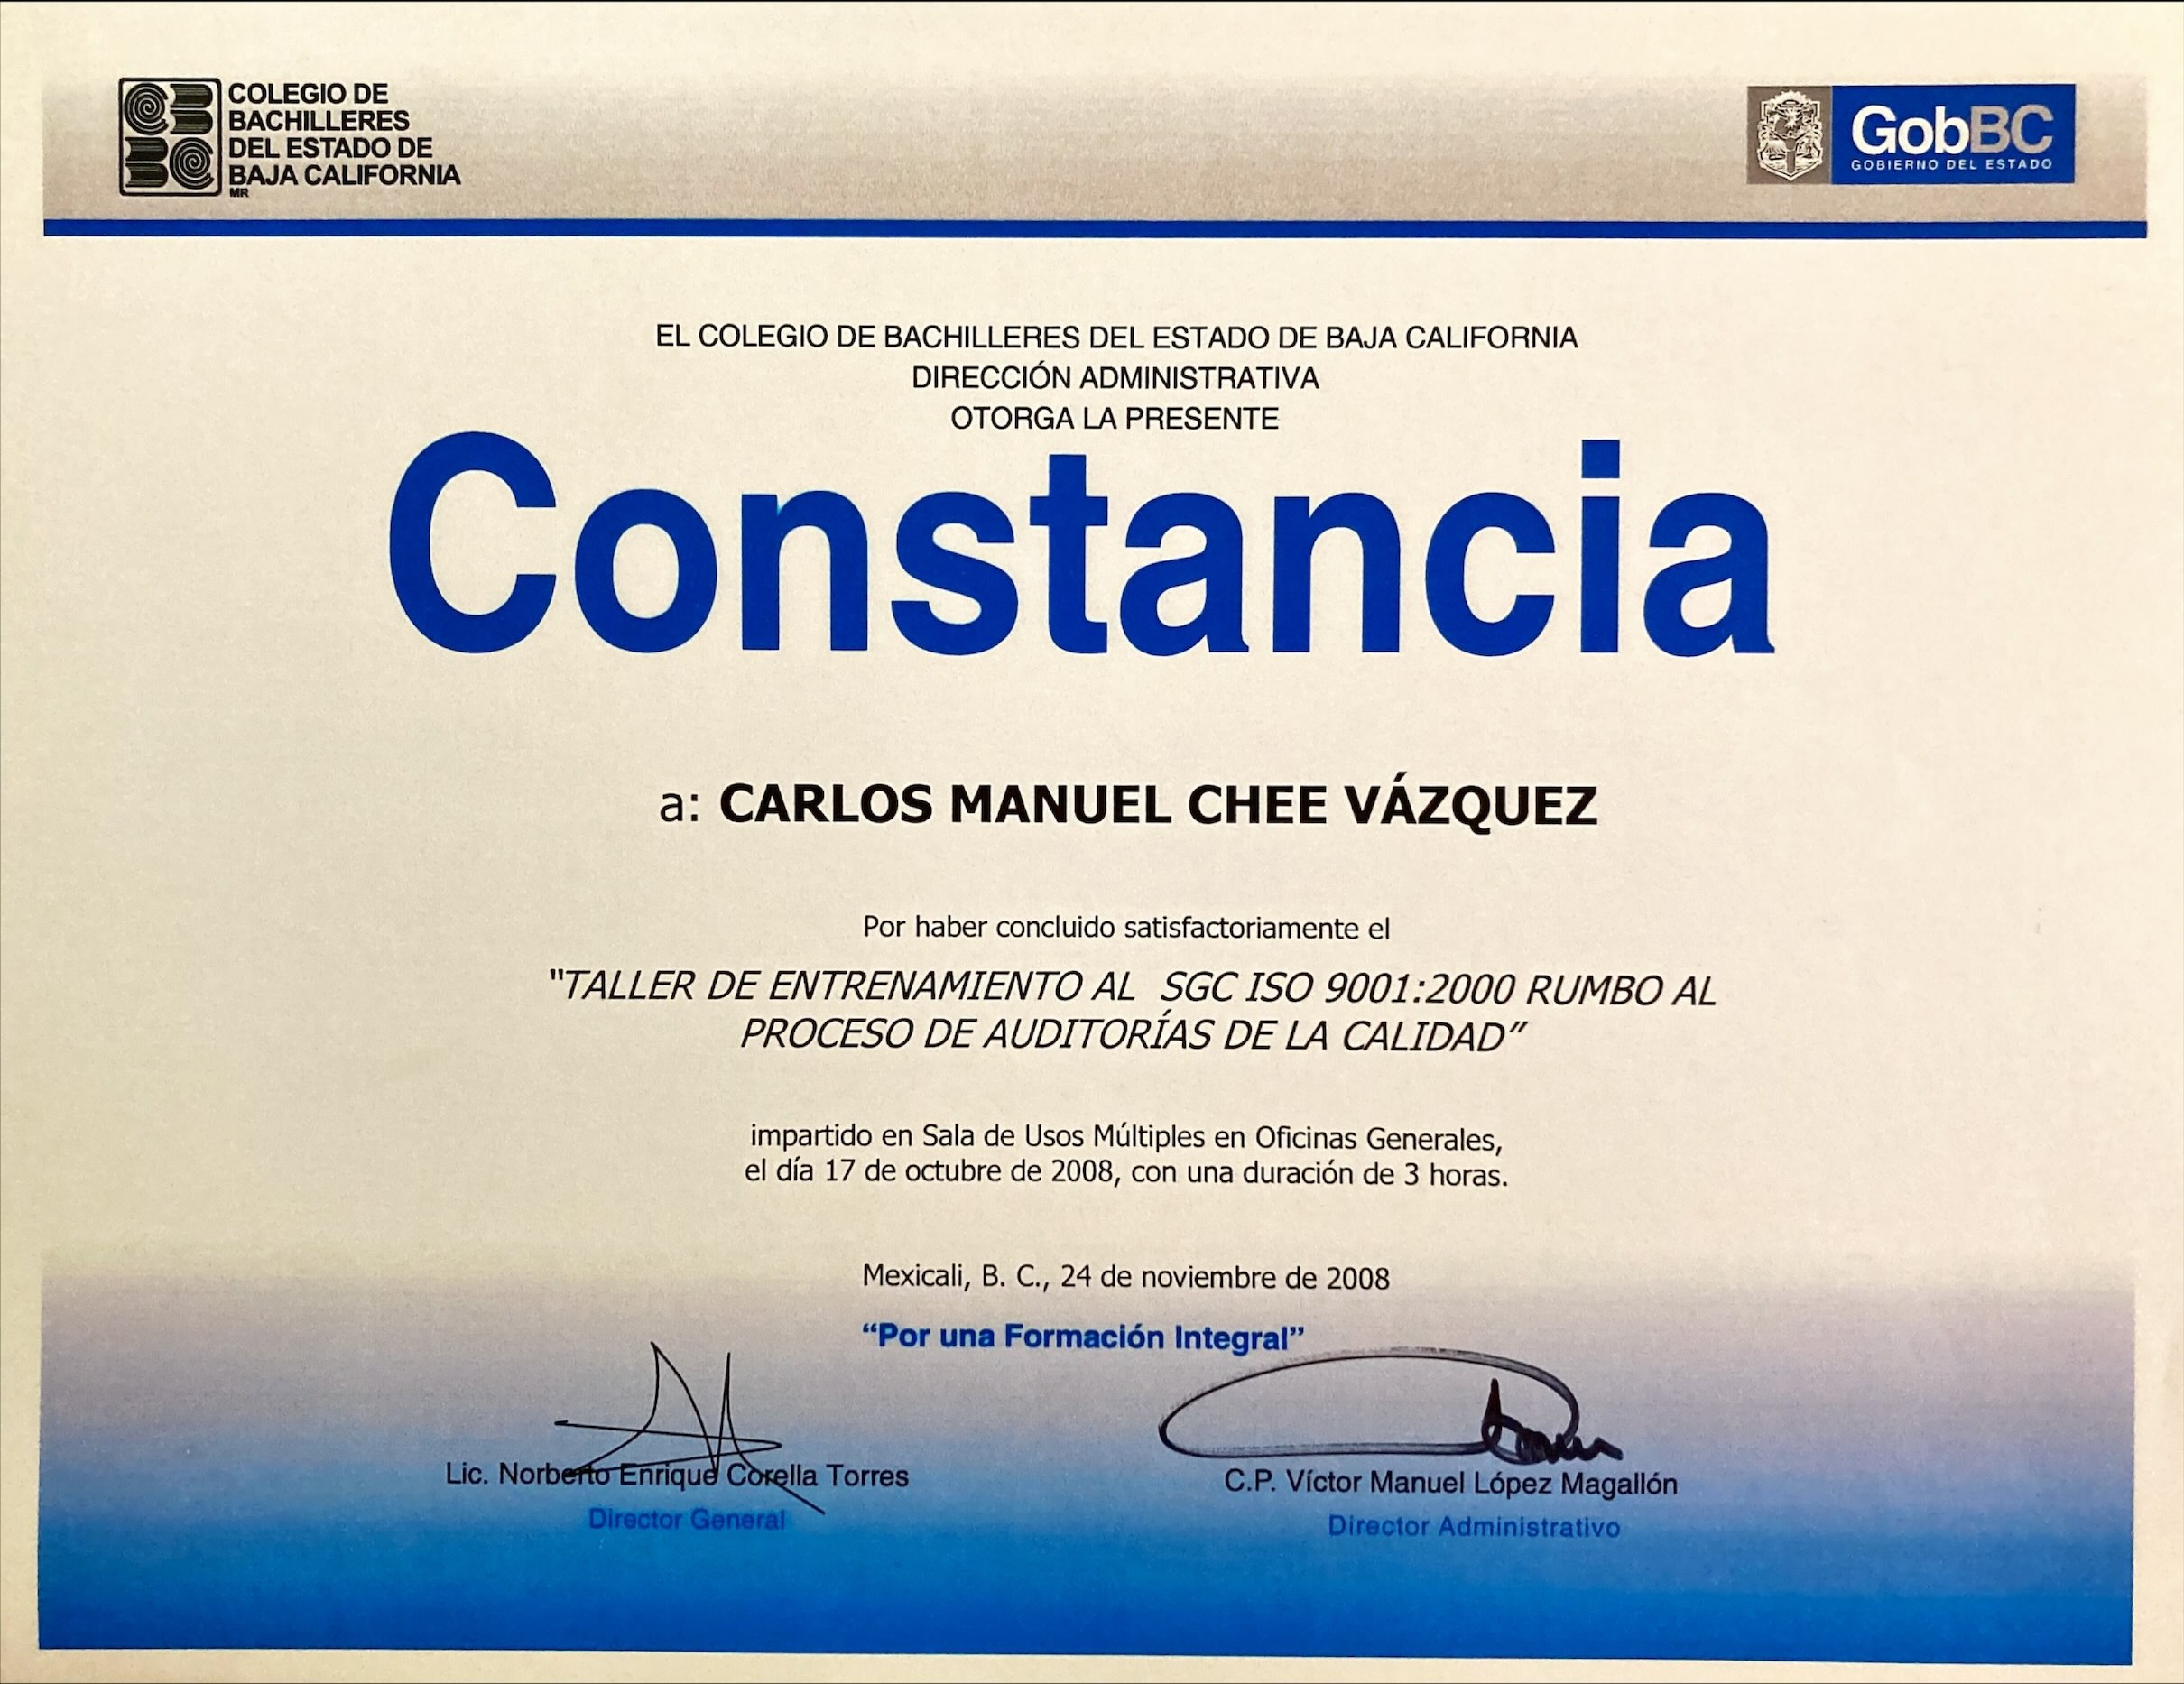 COLEGIO DE
BACHILLERES
DEL ESTADO DE
BAJA CALIFORNIA
MR
GobBC
GOBIERNO DEL ESTADO
EL COLEGIO DE BACHILLERES DEL ESTADO DE BAJA CALIFORNIA
DIRECCIÓN ADMINISTRATIVA
OTORGA LA PRESENTE
Constancia
a: CARLOS MANUEL CHEE VÁZQUEZ
Por haber concluido satisfactoriamente el
"TALLER DE ENTRENAMIENTO AL SGC ISO 9001:2000 RUMBO AL
PROCESO DE AUDITORÍAS DE LA CALIDAD"
impartido en Sala de Usos Múltiples en Oficinas Generales,
el día 17 de octubre de 2008, con una duración de 3 horas.
Mexicali, B. C., 24 de noviembre de 2008
“Por una Formación Integral”
Lic. Norberto Enrique Corella Torres
Director General
C.P. Víctor Manuel López Magallón
Director Administrativo